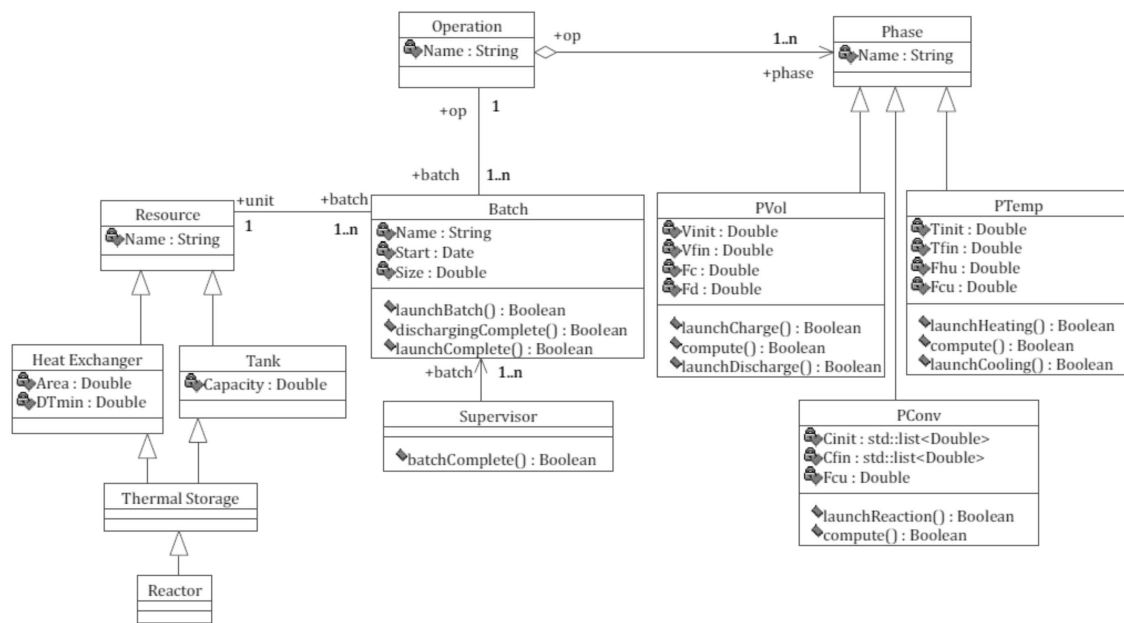 Operation
Name : String
+op
1..n
+phase
Phase
Name : String
+op
1
+batch
1..n
+unit
1
+batch
1..n
Resource
Name : String
Batch
Name : String
Start : Date
Size : Double
launchBatch() : Boolean
dischargingComplete() : Boolean
launchComplete() : Boolean
PVol
Vinit : Double
Vfin : Double
Fc : Double
Fd : Double
launchCharge() : Boolean
compute() : Boolean
launchDischarge() : Boolean
PTemp
Tinit : Double
Tfin : Double
Fhu : Double
Fcu : Double
launchHeating() : Boolean
compute() : Boolean
launchCooling() : Boolean
Heat Exchanger
Area : Double
DTmin : Double
Tank
Capacity : Double
+batch
1..n
Supervisor
batchComplete() : Boolean
PConv
Cinit : std::list<Double>
Cfin : std::list<Double>
Fcu : Double
launchReaction() : Boolean
compute() : Boolean
Thermal Storage
Reactor